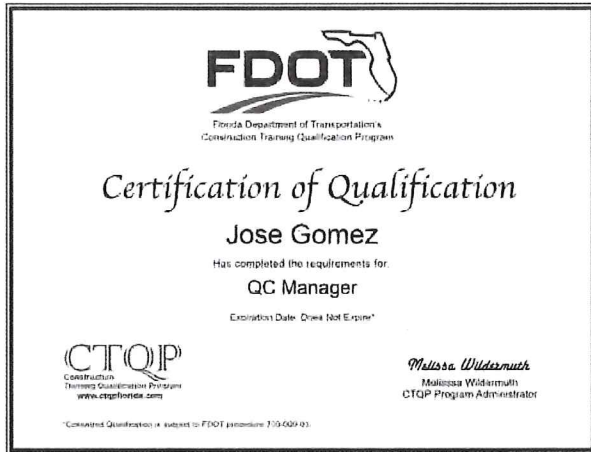 FDOT
Florida Department of Transportation's
Construction Training Qualification Program
Certification of Qualification
Jose Gomez
Has completed the requirements for:
QC Manager
Expiration Date: Does Not Expire*
CTQP
Construction
Training Qualification Program
www.ctqpflorida.com
Melissa Wildermuth
Melissa Wildermuth
CTQP Program Administrator
Qualification is subject to FDOT procedure